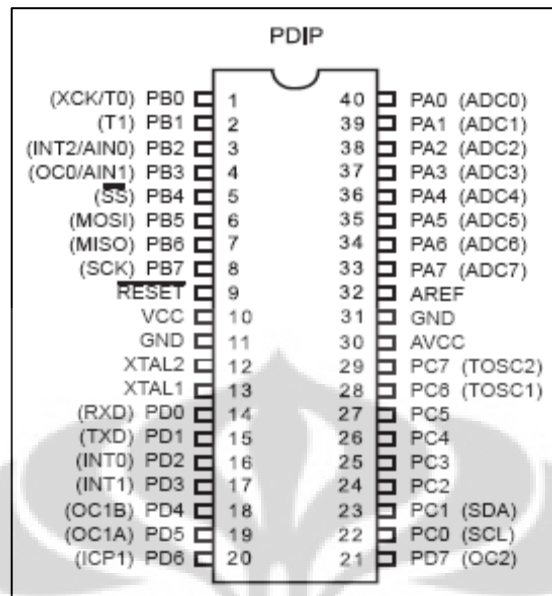 PDIP
(XCK/T0) PB0 1 40 PA0 (ADC0)
(T1) PB1 2 39 PA1 (ADC1)
(INT2/AIN0) PB2 3 38 PA2 (ADC2)
(OC0/AIN1) PB3 4 37 PA3 (ADC3)
(SS) PB4 5 36 PA4 (ADC4)
(MOSI) PB5 6 35 PA5 (ADC5)
(MISO) PB6 7 34 PA6 (ADC6)
(SCK) PB7 8 33 PA7 (ADC7)
RESET 9 32 AREF
VCC 10 31 GND
GND 11 30 AVCC
XTAL2 12 29 PC7 (TOSC2)
XTAL1 13 28 PC6 (TOSC1)
(RXD) PD0 14 27 PC5
(TXD) PD1 15 26 PC4
(INT0) PD2 16 25 PC3
(INT1) PD3 17 24 PC2
(OC1B) PD4 18 23 PC1 (SDA)
(OC1A) PD5 19 22 PC0 (SCL)
(ICP1) PD6 20 21 PD7 (OC2)